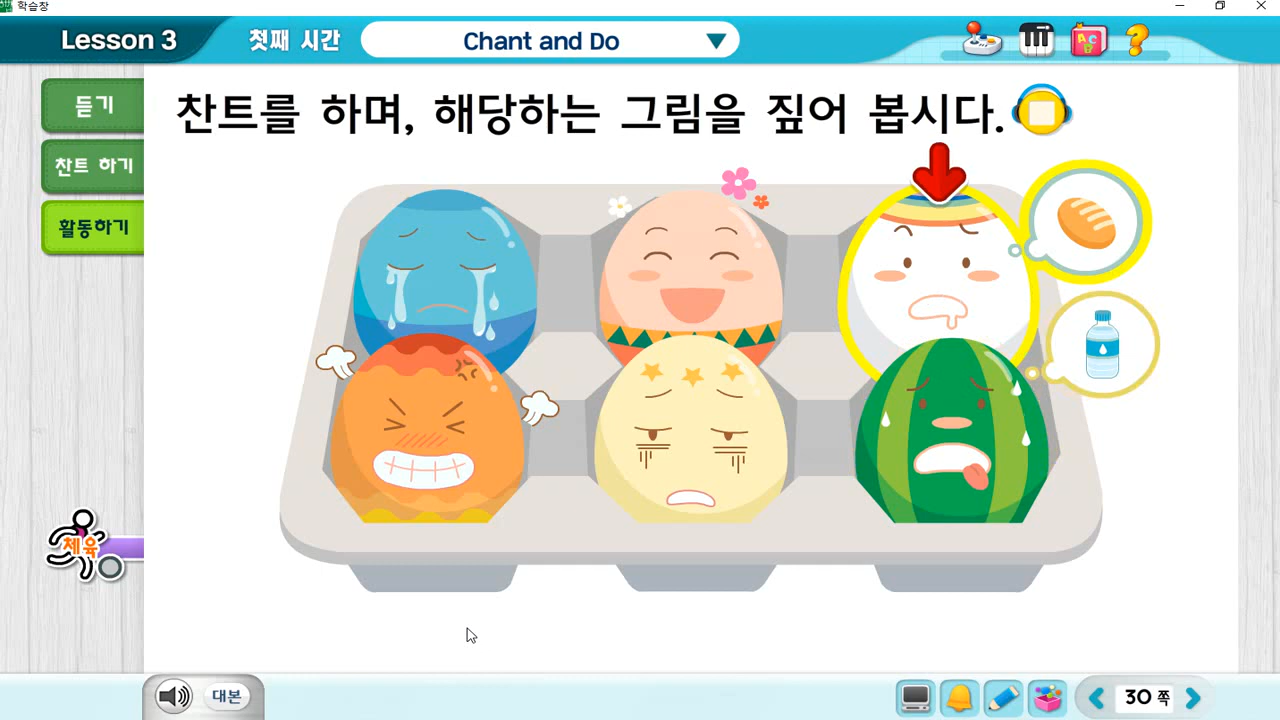 학습창
Lesson 3
첫째 시간
Chant and Do
듣기
찬트 하기
활동하기
찬트를 하며, 해당하는 그림을 짚어 봅시다.
체육
대본
30 쪽